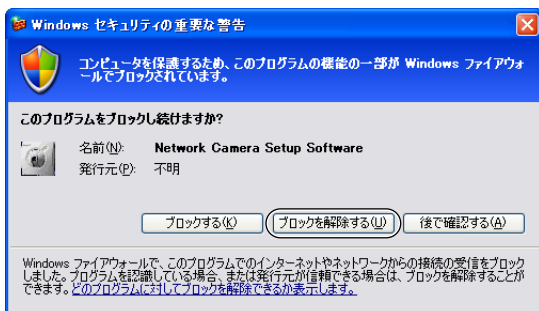 Windows セキュリティの重要な警告
コンピュータを保護するため、このプログラムの機能の一部が Windows ファイアウォ
ールでブロックされています。
このプログラムをブロックし続けますか?
名前(N): Network Camera Setup Software
発行元(P): 不明
ブロックする(K) ブロックを解除する(U) 後で確認する(A)
Windows ファイアウォールで、このプログラムでのインターネットやネットワークからの接続の受信をブロック
しました。プログラムを認識している場合、または発行元が信頼できる場合は、ブロックを解除することが
できます。どのプログラムに対してブロックを解除できるか表示します。